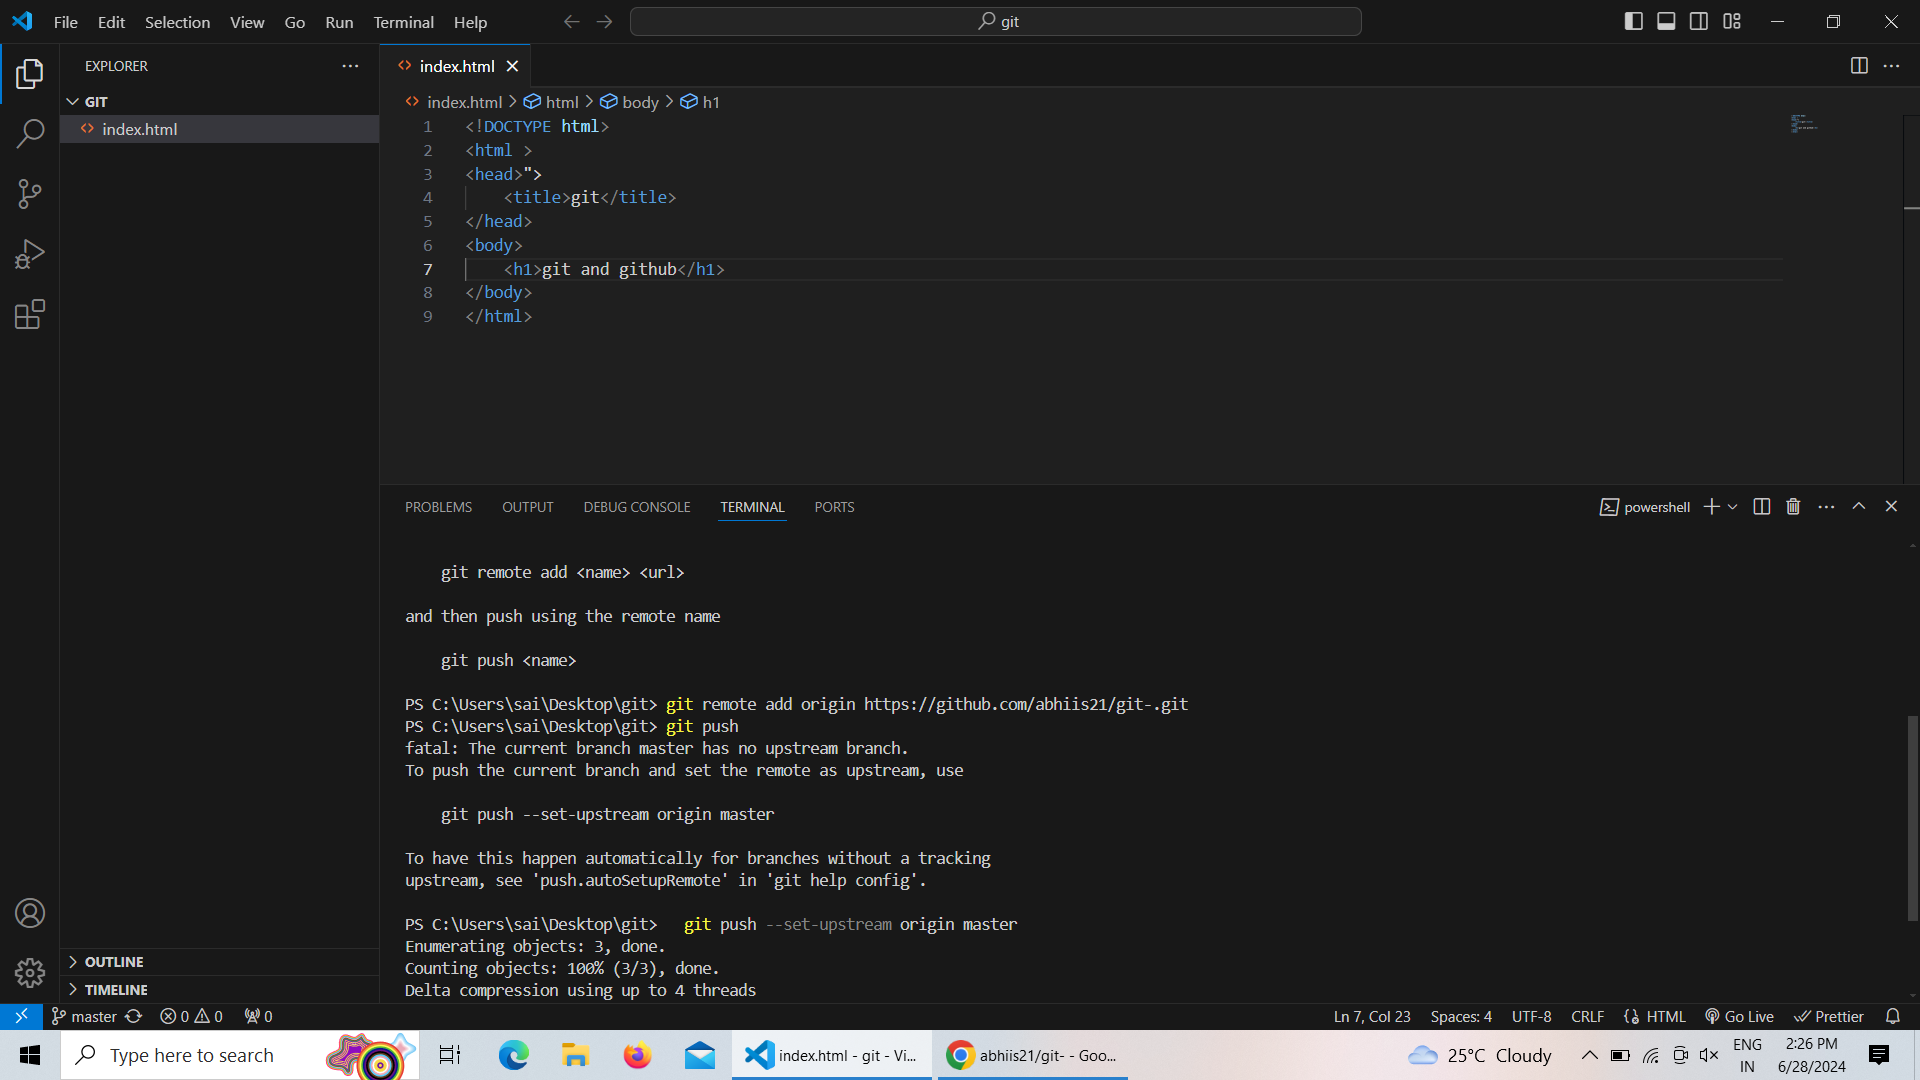 File Edit Selection View Go Run Terminal Help
git
EXPLORER
GIT
index.html
index.html
index.html > html > body > h1
1 <!DOCTYPE html>
2 <html >
3 <head>">
4 <title>git</title>
5 </head>
6 <body>
7 <h1>git and github</h1>
8 </body>
9 </html>
PROBLEMS OUTPUT DEBUG CONSOLE TERMINAL PORTS
powershell
git remote add <name> <url>
and then push using the remote name
git push <name>
PS C:\Users\sai\Desktop\git> git remote add origin https://github.com/abhiis21/git-.git
PS C:\Users\sai\Desktop\git> git push
fatal: The current branch master has no upstream branch.
To push the current branch and set the remote as upstream, use
git push --set-upstream origin master
To have this happen automatically for branches without a tracking
upstream, see 'push.autoSetupRemote' in 'git help config'.
PS C:\Users\sai\Desktop\git> git push --set-upstream origin master
Enumerating objects: 3, done.
Counting objects: 100% (3/3), done.
Delta compression using up to 4 threads
OUTLINE
TIMELINE
master 0 0 0
Ln 7, Col 23 Spaces: 4 UTF-8 CRLF HTML Go Live Prettier
Type here to search
index.html - git - Vi...
abhiis21/git- - Goo...
25°C Cloudy
ENG
IN
2:26 PM
6/28/2024